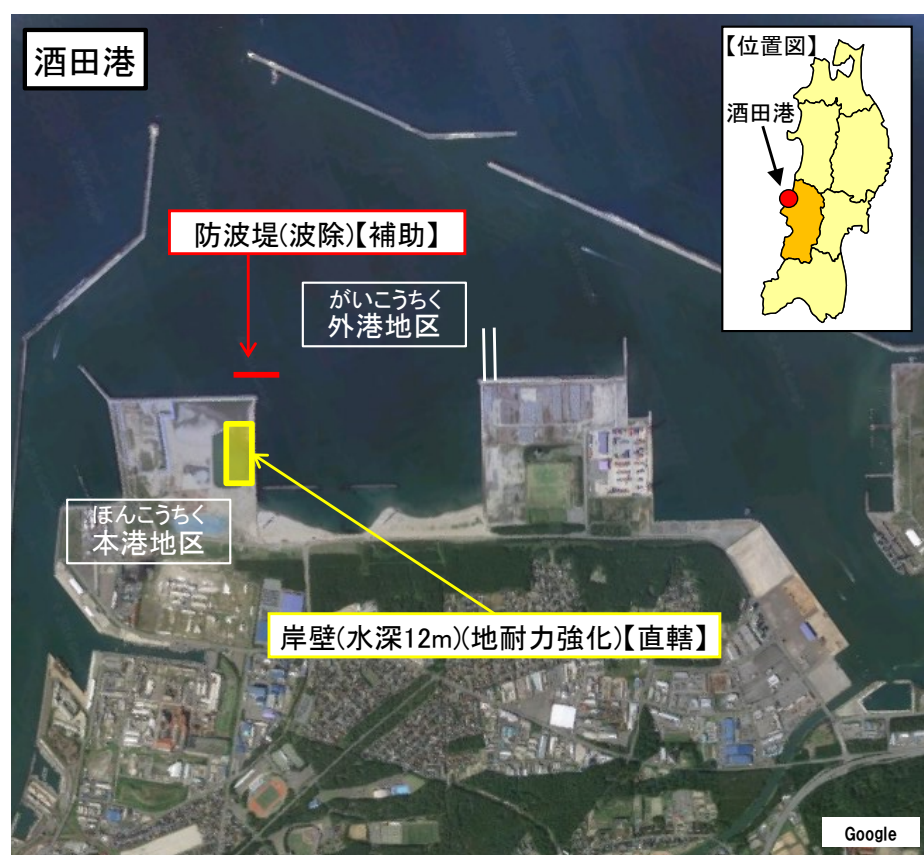 酒田港
【位置図】
酒田港
防波堤(波除)【補助】
がいこうちく
外港地区
ほんこうちく
本港地区
岸壁(水深12m)(地耐力強化)【直轄】
Google